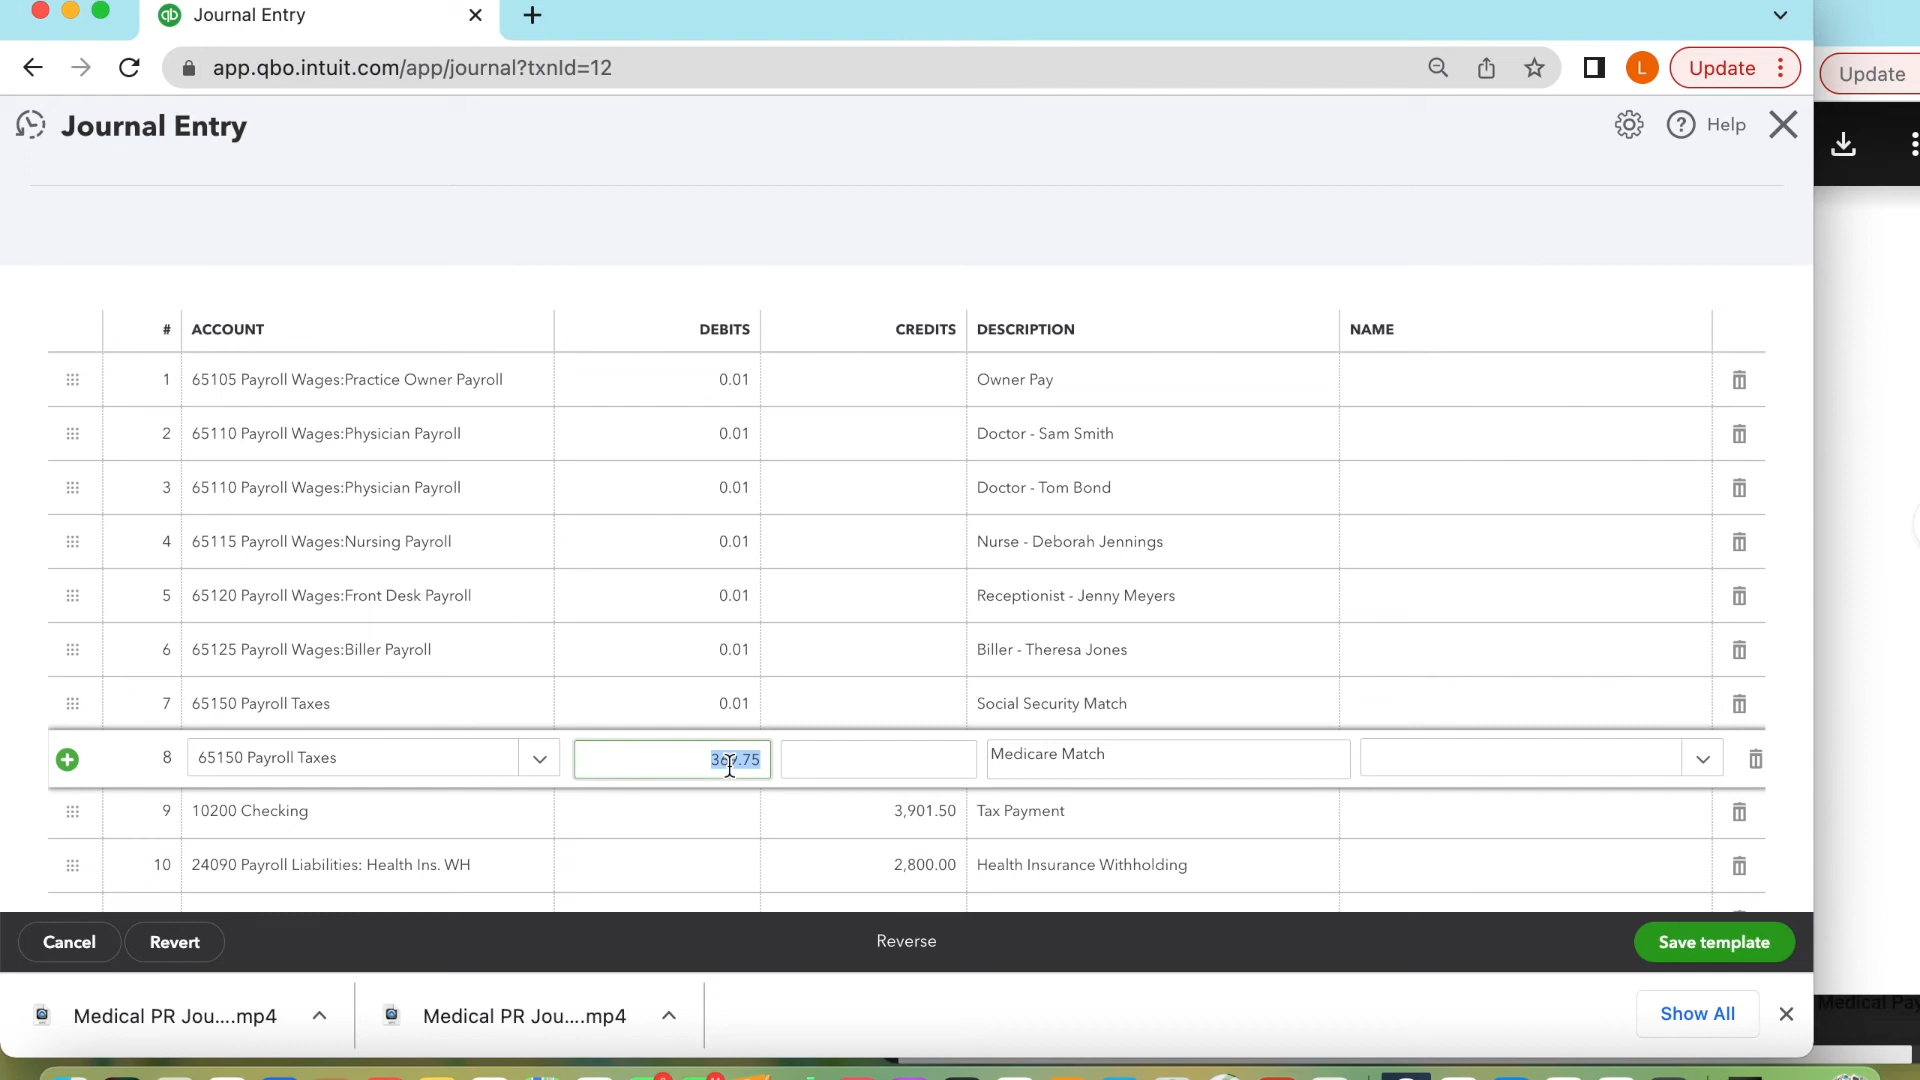 Journal Entry
app.qbo.intuit.com/app/journal?txnId=12
L
Update
Update
Journal Entry
Help
# ACCOUNT DEBITS CREDITS DESCRIPTION NAME
1 65105 Payroll Wages:Practice Owner Payroll 0.01 Owner Pay
2 65110 Payroll Wages:Physician Payroll 0.01 Doctor - Sam Smith
3 65110 Payroll Wages:Physician Payroll 0.01 Doctor - Tom Bond
4 65115 Payroll Wages:Nursing Payroll 0.01 Nurse - Deborah Jennings
5 65120 Payroll Wages:Front Desk Payroll 0.01 Receptionist - Jenny Meyers
6 65125 Payroll Wages:Biller Payroll 0.01 Biller - Theresa Jones
7 65150 Payroll Taxes 0.01 Social Security Match
8 65150 Payroll Taxes Medicare Match
9 10200 Checking 3,901.50 Tax Payment
10 24090 Payroll Liabilities: Health Ins. WH 2,800.00 Health Insurance Withholding
Cancel Revert Reverse Save template
Medical PR Jou....mp4 Medical PR Jou....mp4 Show All
Medical Pay